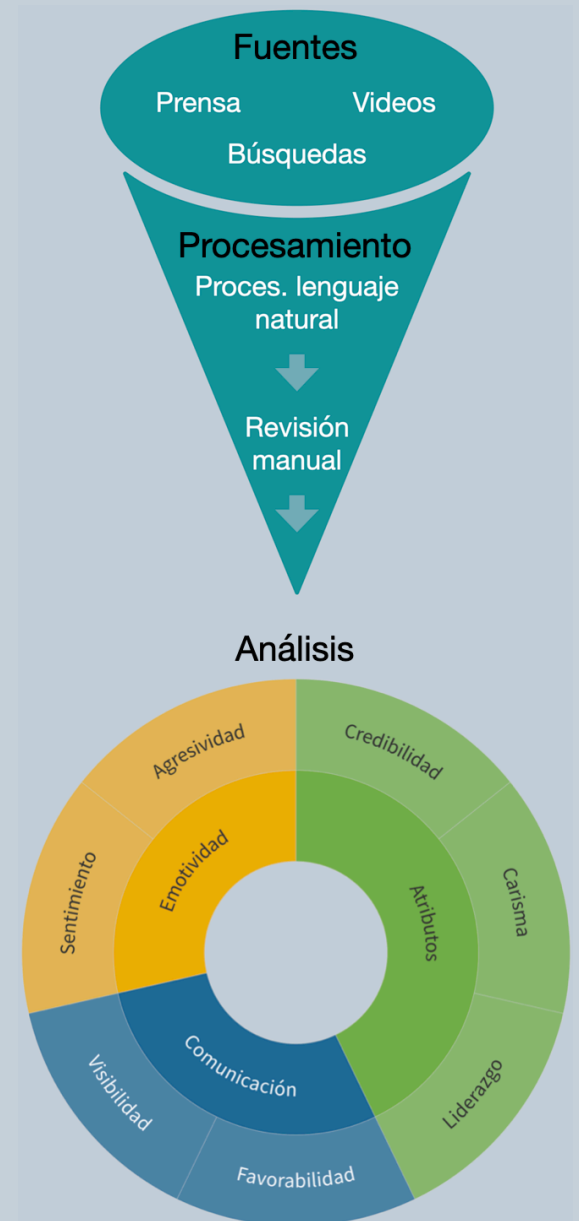 Fuentes
Prensa Videos
Búsquedas
Procesamiento
Proces. lenguaje
natural
Revisión
manual
Análisis
Agresividad
Credibilidad
Sentimiento
Emotividad
Atributos
Carisma
Comunicación
Visibilidad
Favorabilidad
Liderazgo